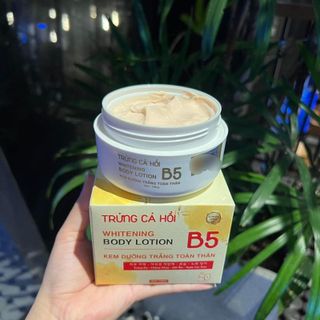 TRỨNG CÁ HỒI
WHITENING
BODY LOTION B5
KEM DƯỠNG TRẮNG TOÀN THÂN
TRỨNG CÁ HỒI
WHITENING
BODY LOTION B5
KEM DƯỠNG TRẮNG TOÀN THÂN